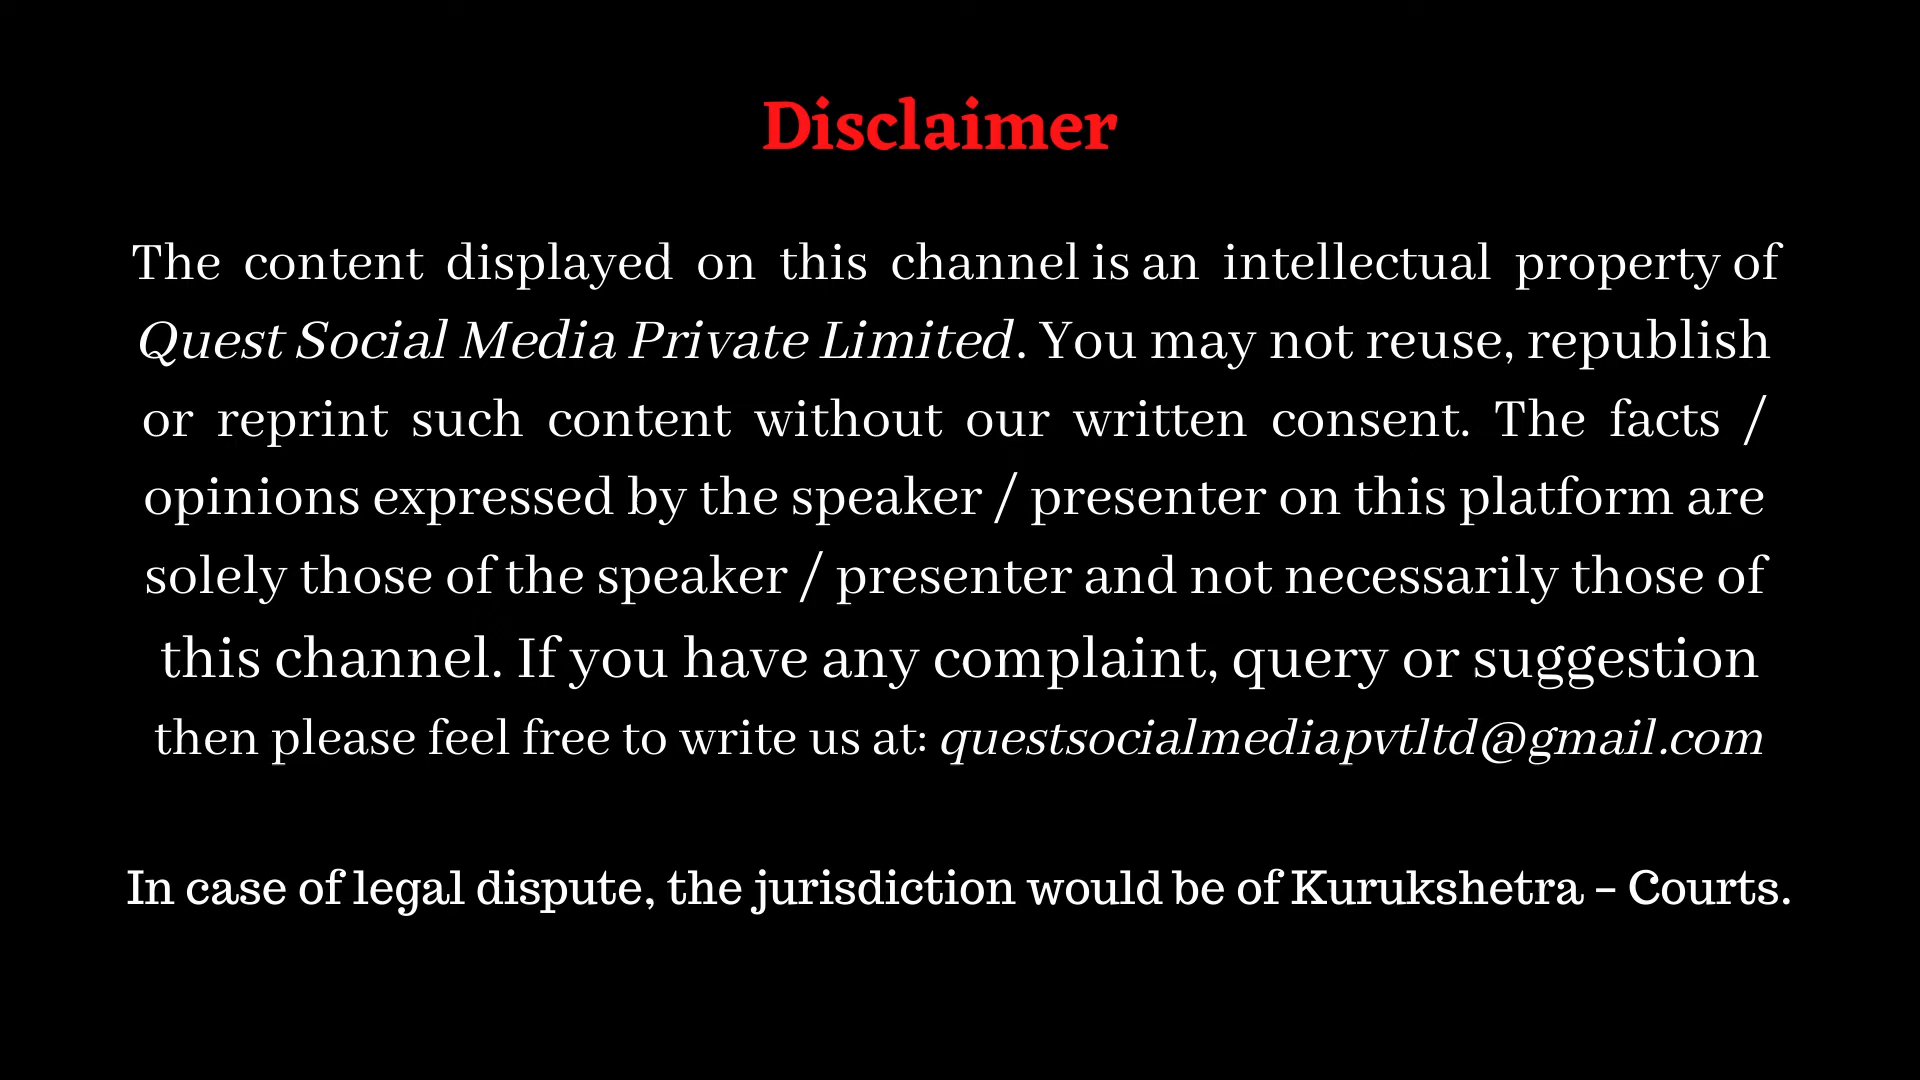 Disclaimer
The content displayed on this channel is an intellectual property of
Quest Social Media Private Limited. You may not reuse, republish
or reprint such content without our written consent. The facts /
opinions expressed by the speaker / presenter on this platform are
solely those of the speaker / presenter and not necessarily those of
this channel. If you have any complaint, query or suggestion
then please feel free to write us at: questsocialmediapvtltd@gmail.com
In case of legal dispute, the jurisdiction would be of Kurukshetra – Courts.